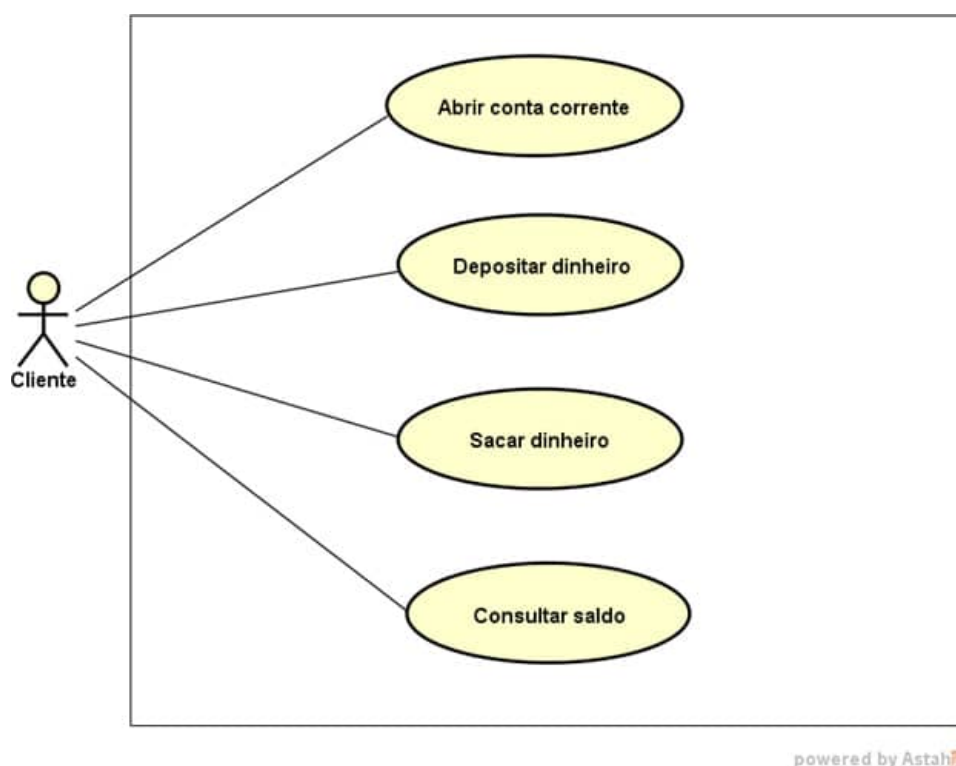 Abrir conta corrente
Depositar dinheiro
Cliente
Sacar dinheiro
Consultar saldo
powered by Astah